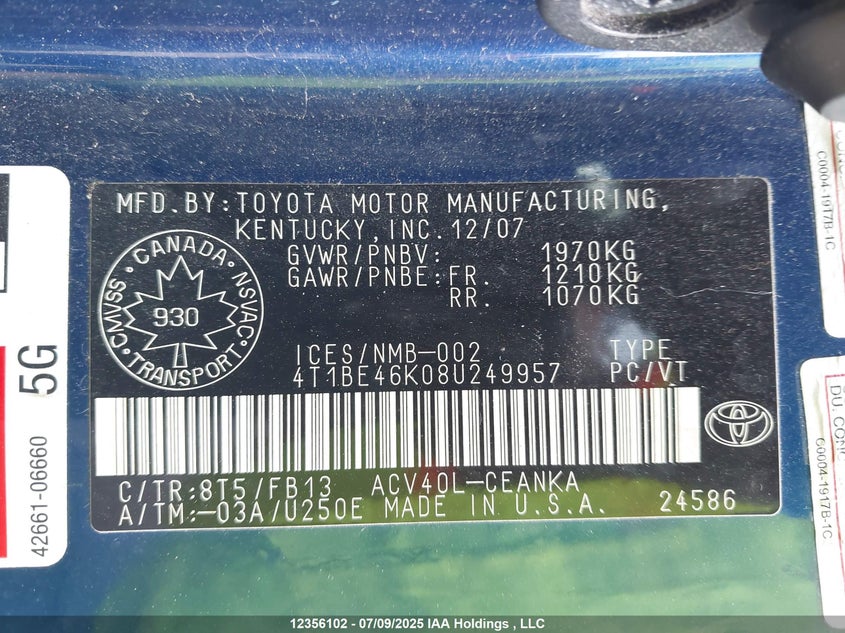 MFD.BY:TOYOTA MOTOR MANUFACTURING,
KENTUCKY,INC.12/07
GVWR/PNBV: 1970KG
GAWR/PNBE:FR. 1210KG
RR. 1070KG
CANADA
CMVSS NSVAC
930
TRANSPORT
ICES/NMB-002 TYPE
4T1BE46K08U249957 PC/VT
C/TR:8T5/FB13 ACV40L-CEANKA
A/TM:-03A/U250E MADE IN U.S.A. 24586
5G
42661-06660
C0004-1917B-1C
DU. CON
C0004-1917B-1C
12356102 - 07/09/2025 IAA Holdings , LLC